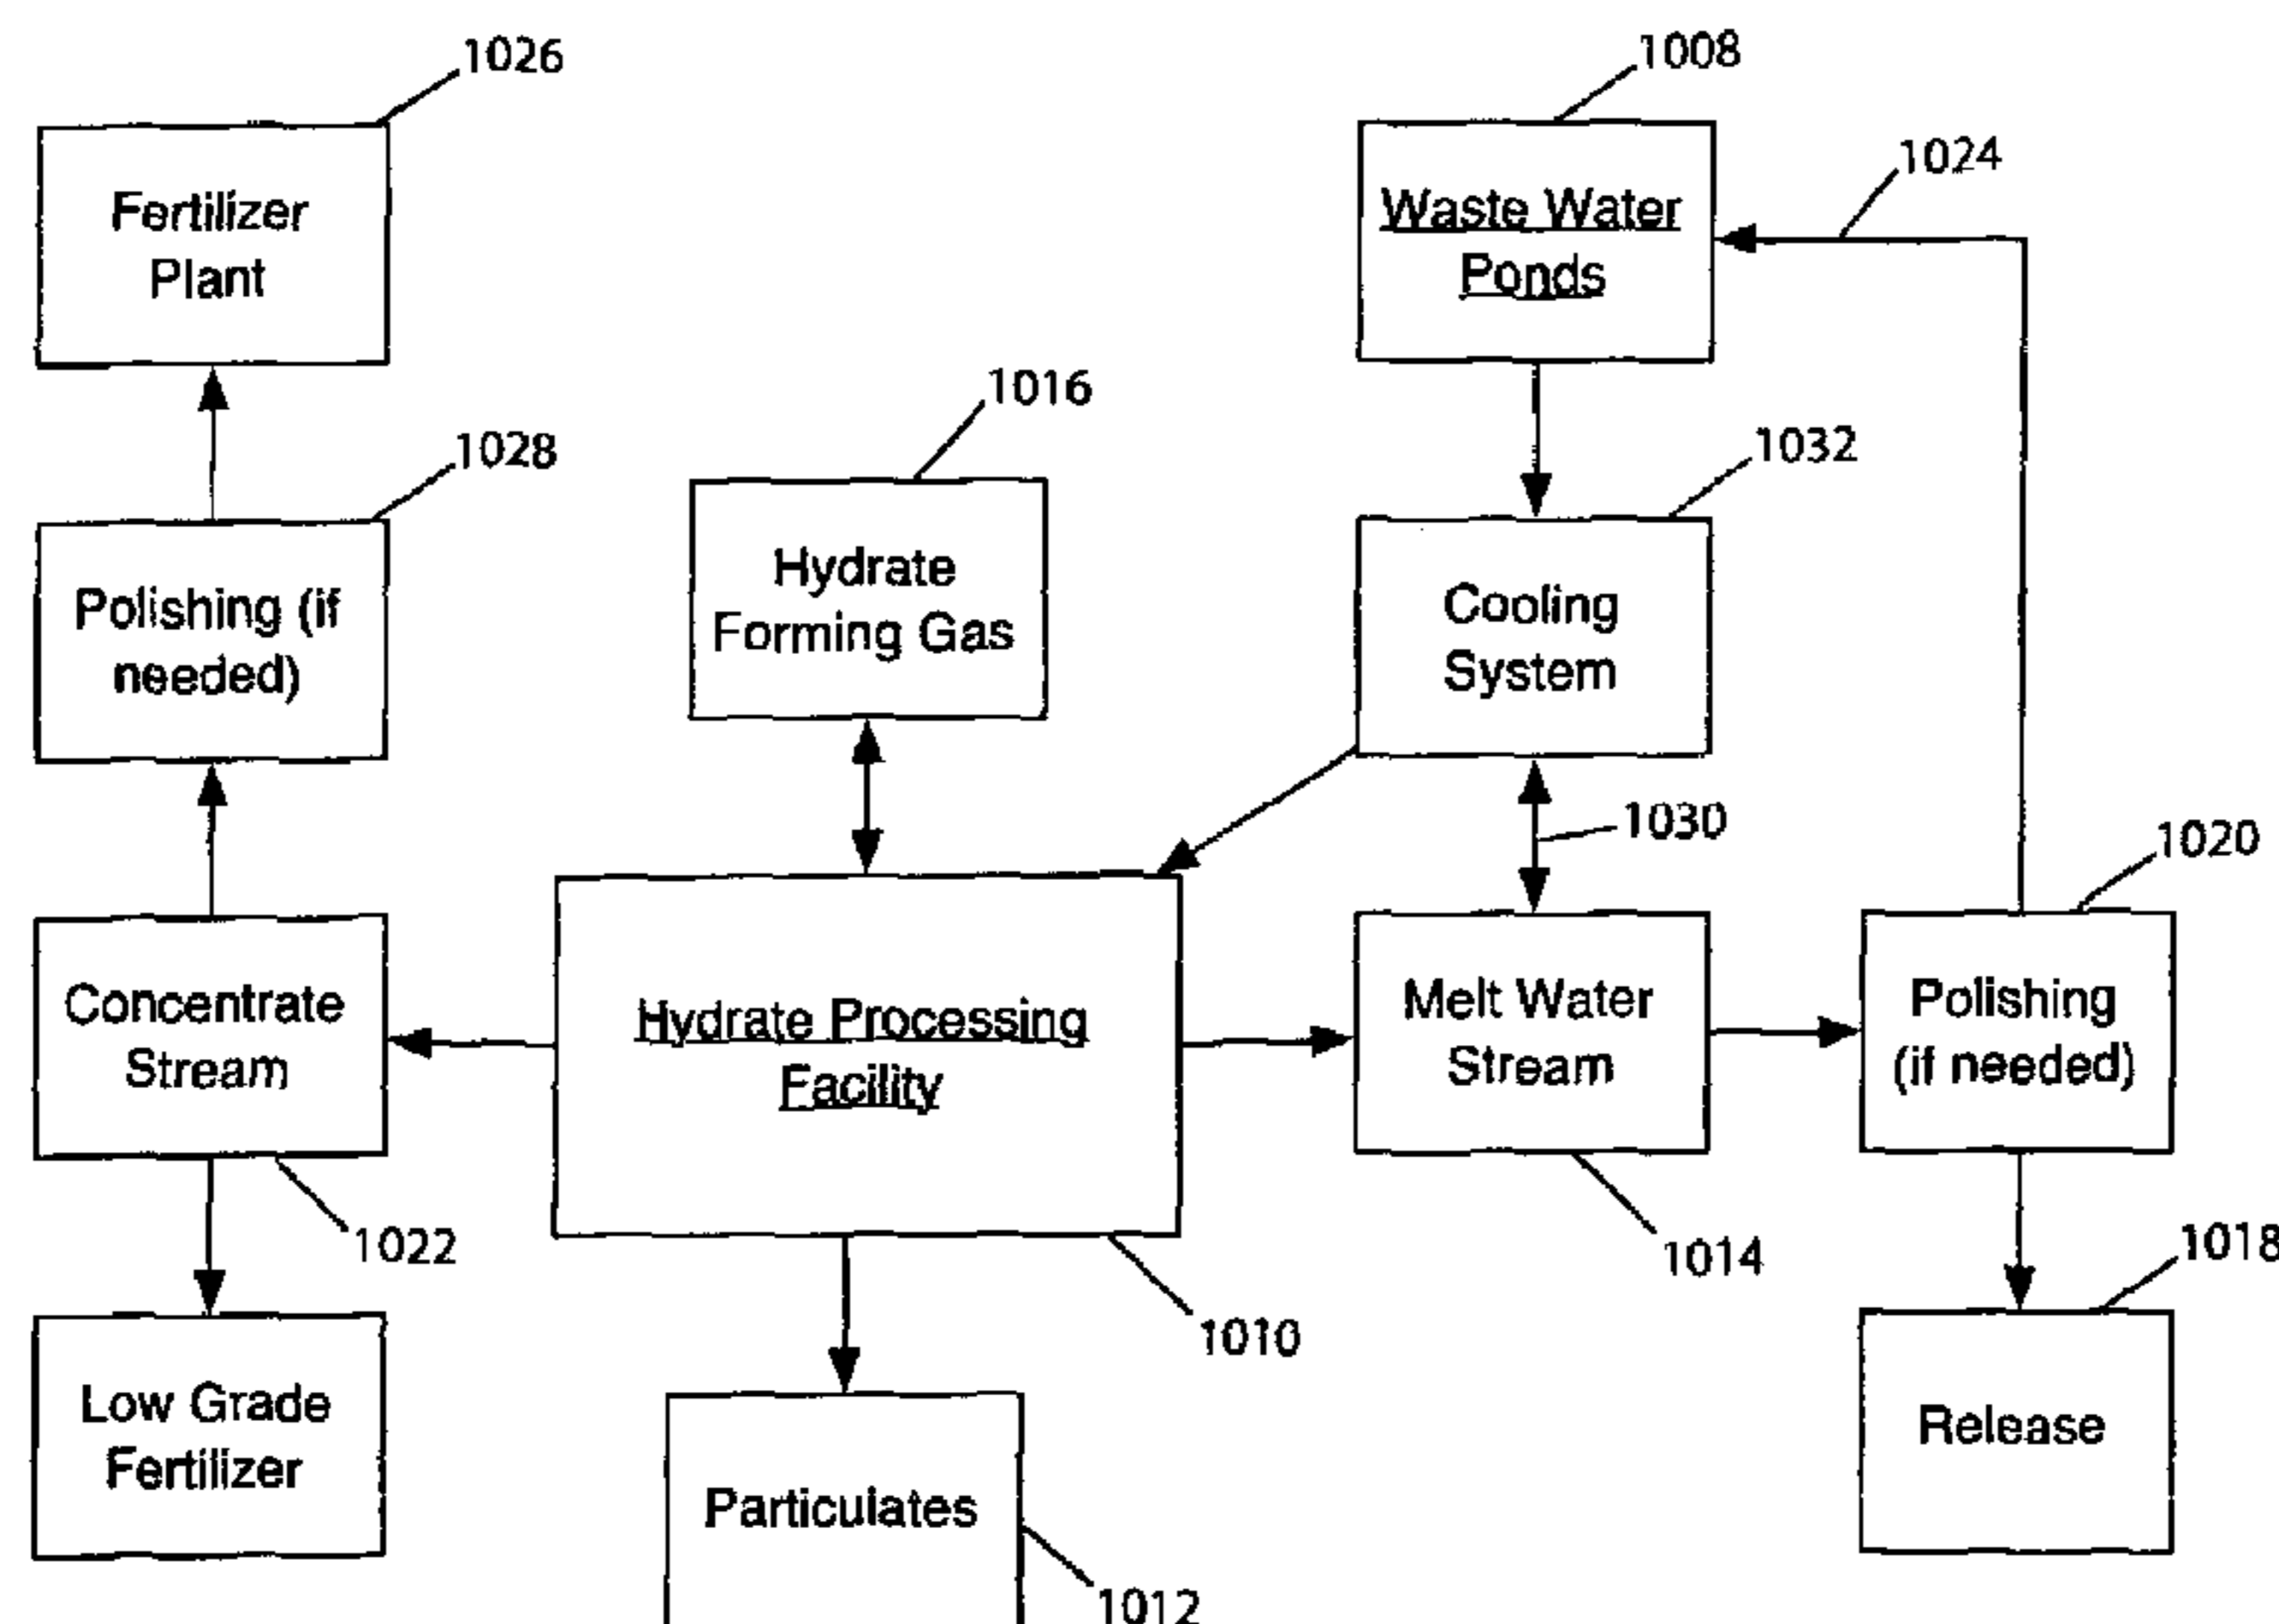 1026
1008
1024
Fertilizer
Plant
Waste Water
Ponds
1016
1028
1032
Hydrate
Forming Gas
Polishing (if
needed)
Cooling
System
1030
1020
Concentrate
Stream
Hydrate Processing
Facility
Melt Water
Stream
Polishing
(if needed)
1022
1014
1018
1010
Low Grade
Fertilizer
Particulates
Release
1012